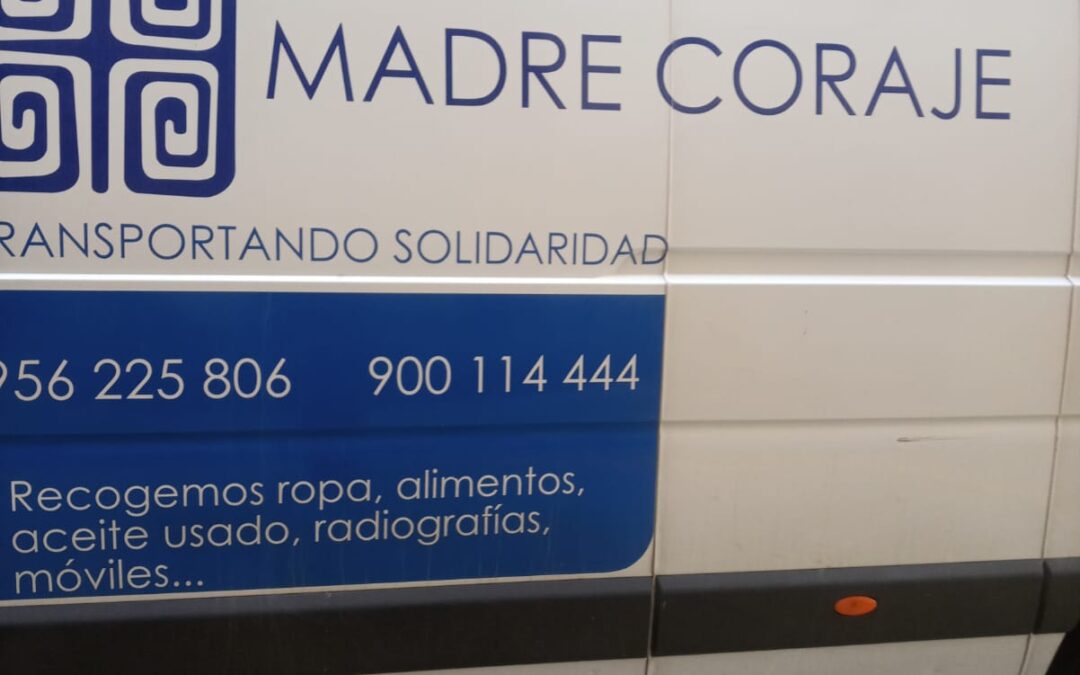 MADRE CORAJE
RANSPORTANDO SOLIDARIDAD
956 225 806 900 114 444
Recogemos ropa, alimentos,
aceite usado, radiografías,
móviles...